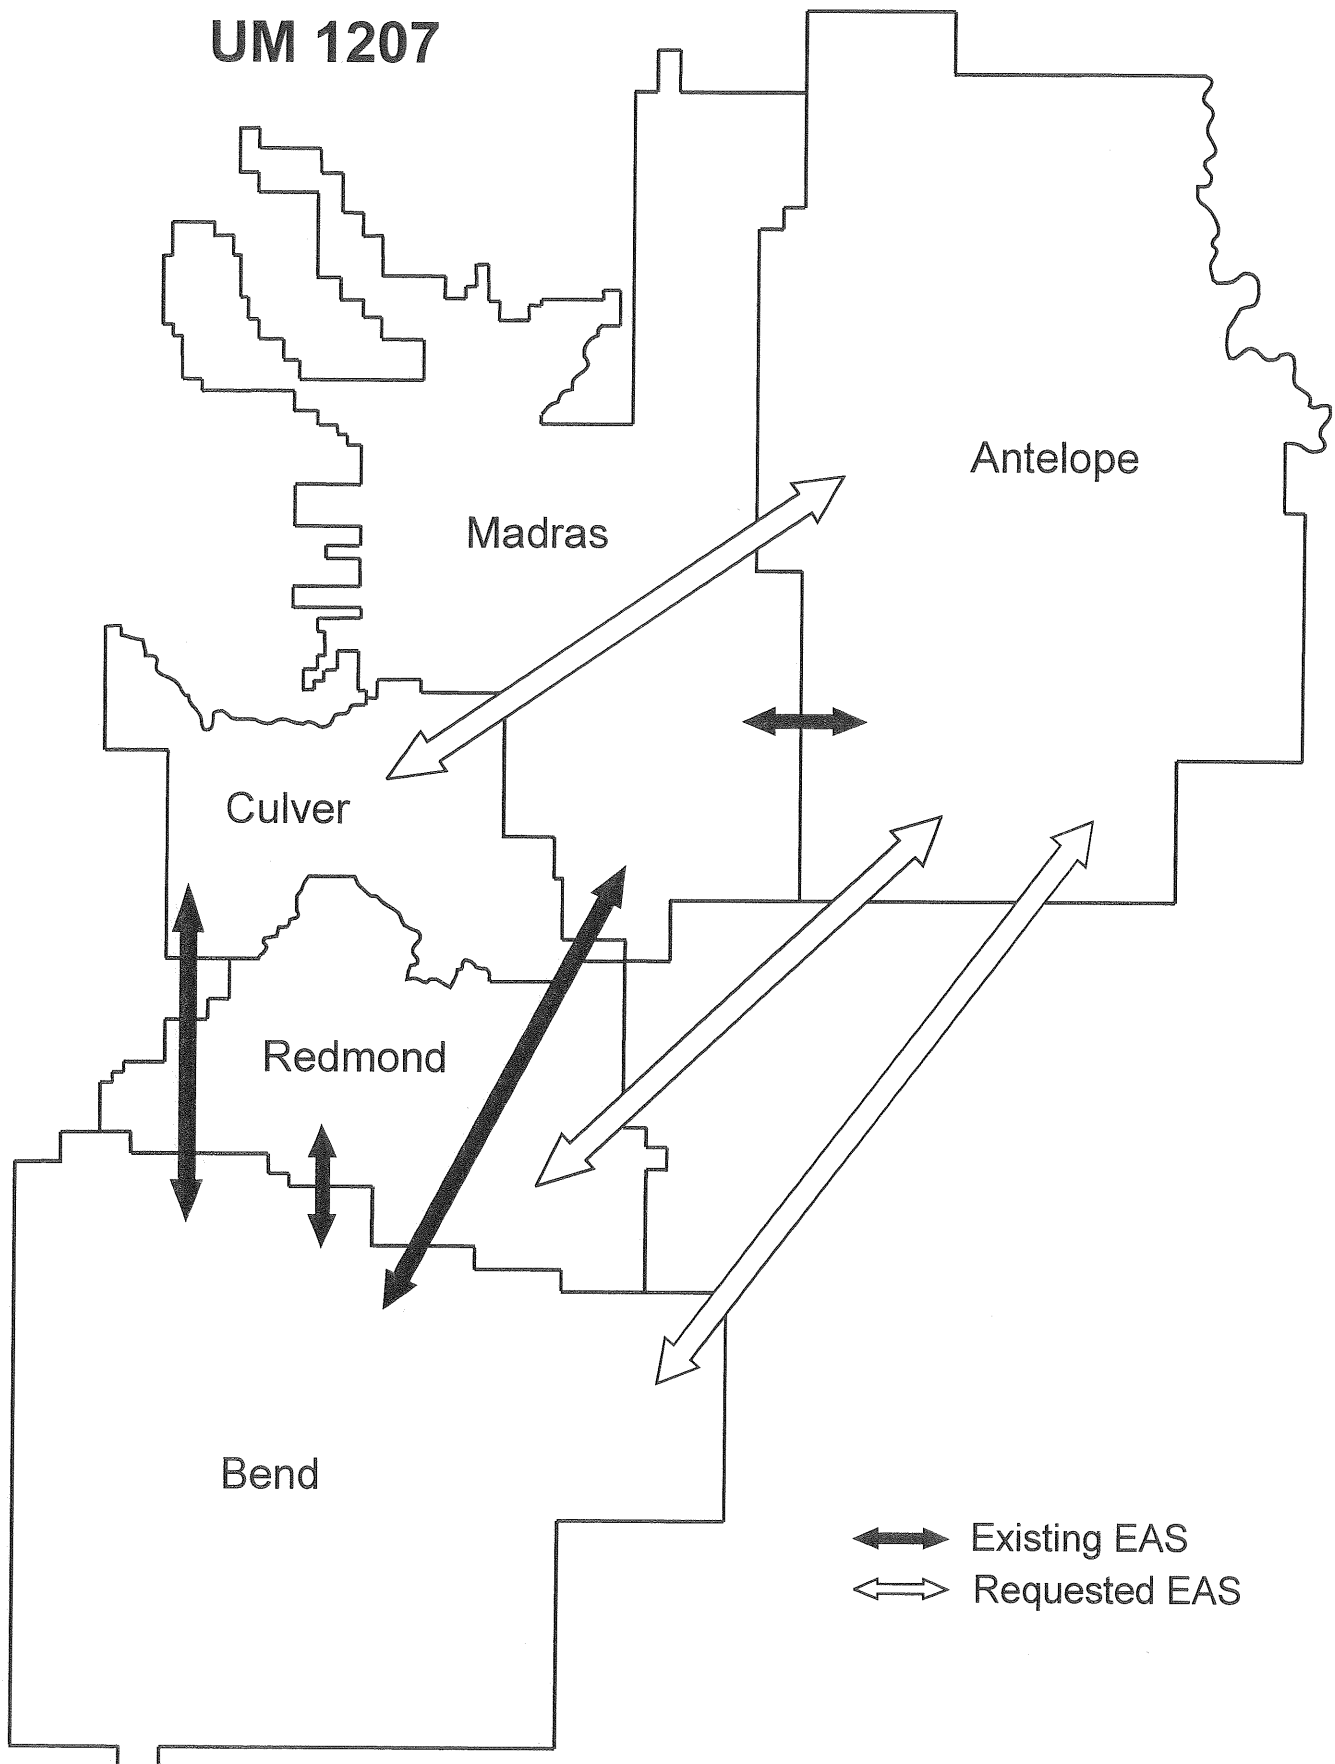 UM 1207
Antelope
Madras
Culver
Redmond
Bend
Existing EAS
Requested EAS